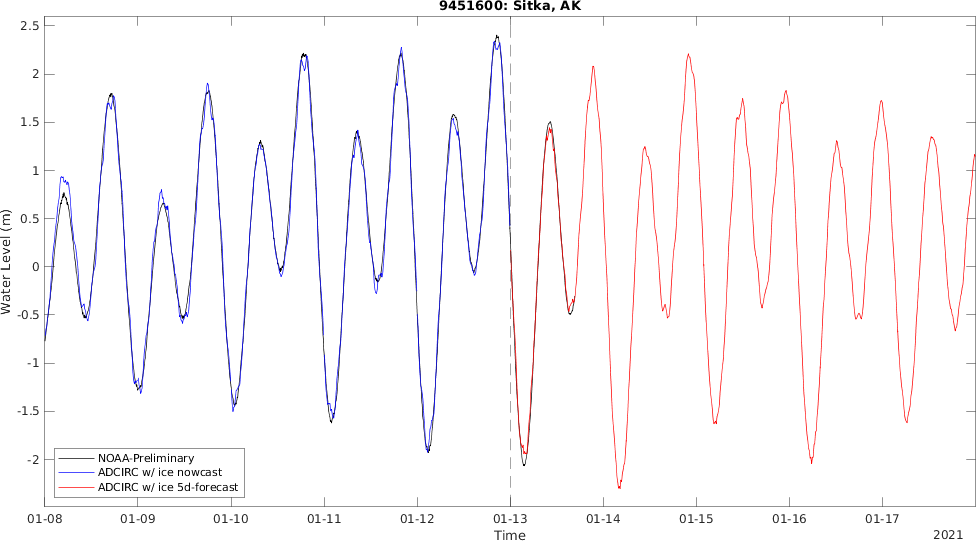 9451600: Sitka, AK
2.5
2
1.5
1
0.5
0
-0.5
-1
-1.5
-2
Water Level (m)
NOAA-Preliminary
ADCIRC w/ ice nowcast
ADCIRC w/ ice 5d-forecast
01-08 01-09 01-10 01-11 01-12 01-13 01-14 01-15 01-16 01-17
Time
2021